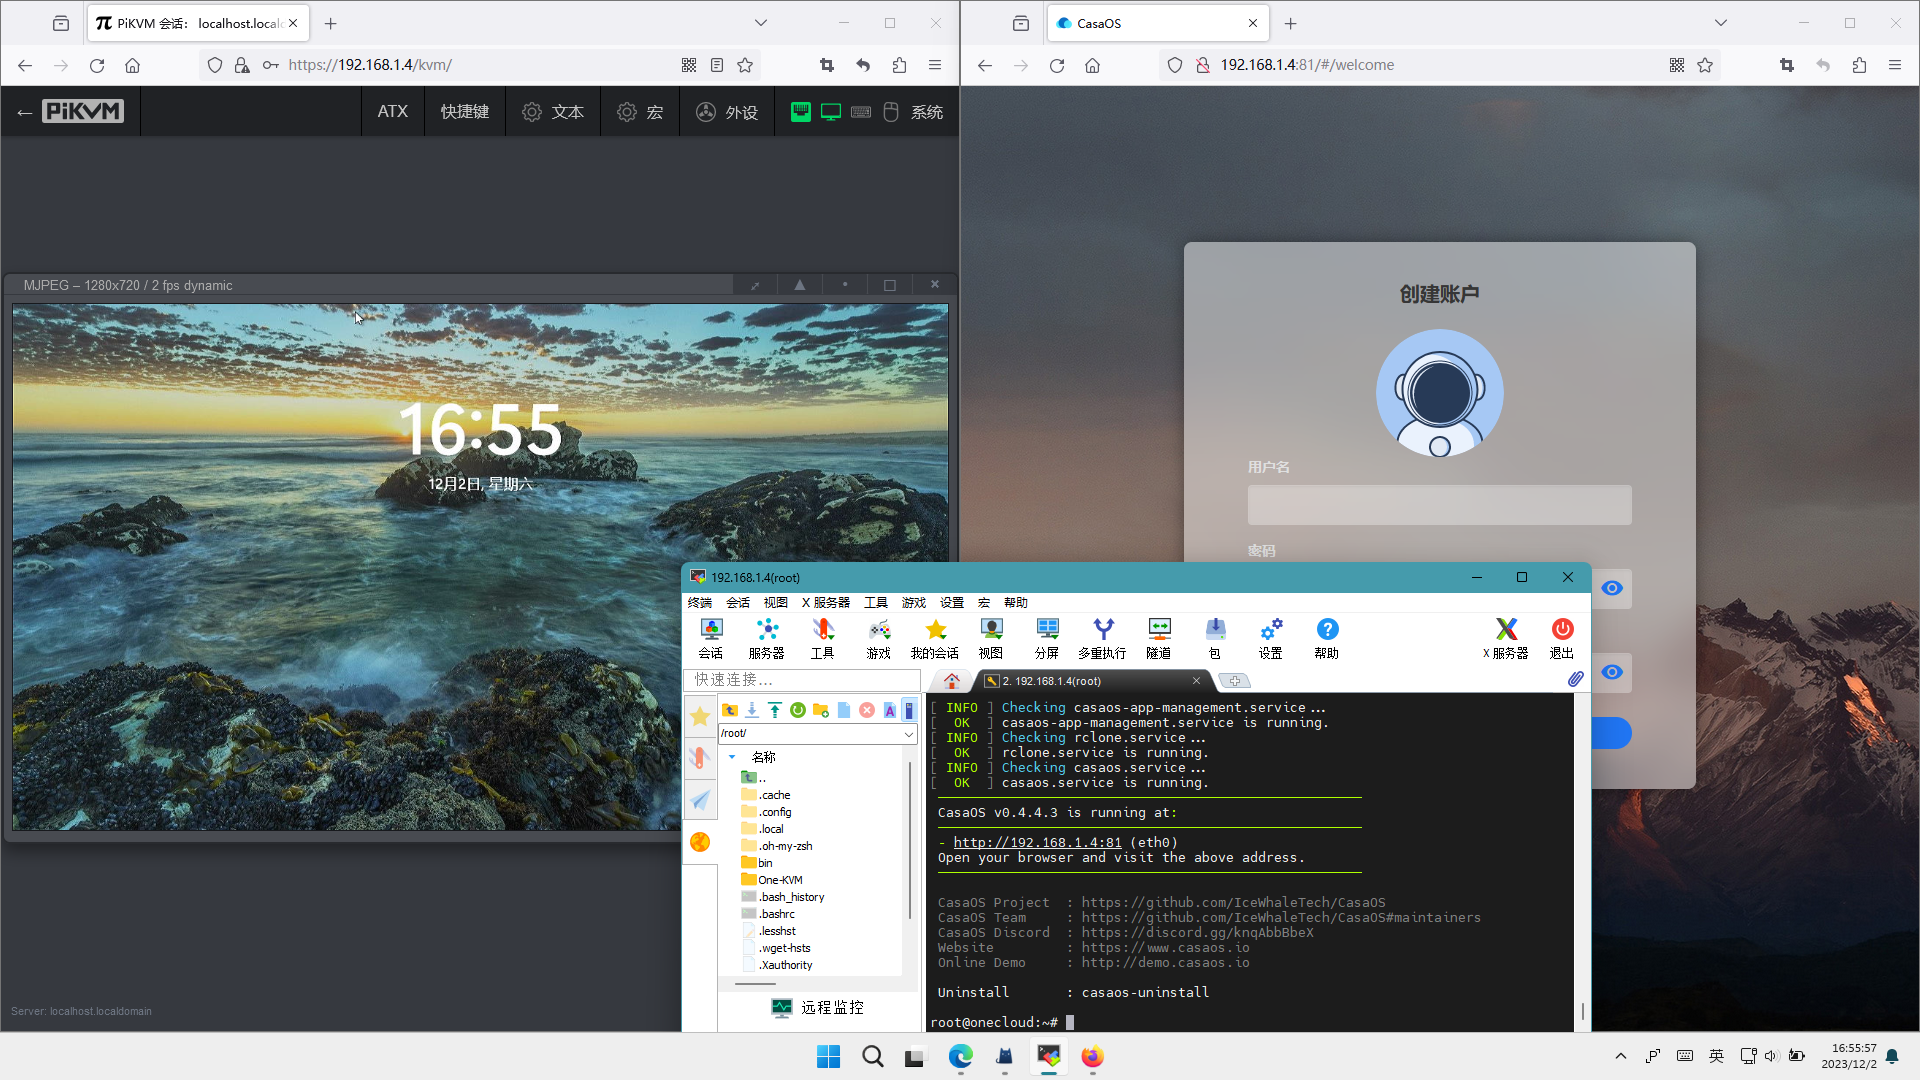 PiKVM 会话： localhost.local
https://192.168.1.4/kvm/
← PiKVM
ATX
快捷键
文本
宏
外设
系统
MJPEG – 1280x720 / 2 fps dynamic
16:55
12月2日, 星期六
Server: localhost.localdomain
CasaOS
192.168.1.4:81/#/welcome
创建账户
用户名
密码
192.168.1.4(root)
终端 会话 视图 X 服务器 工具 游戏 设置 宏 帮助
会话 服务器 工具 游戏 我的会话 视图 分屏 多重执行 隧道 包 设置 帮助 X 服务器 退出
快速连接...
2. 192.168.1.4(root)
/root/
名称
..
.cache
.config
.local
.oh-my-zsh
bin
One-KVM
.bash_history
.bashrc
.lesshst
.wget-hsts
.Xauthority
远程监控
[ INFO ] Checking casaos-app-management.service...
[ OK ] casaos-app-management.service is running.
[ INFO ] Checking rclone.service...
[ OK ] rclone.service is running.
[ INFO ] Checking casaos.service...
[ OK ] casaos.service is running.
CasaOS v0.4.4.3 is running at:
- http://192.168.1.4:81 (eth0)
Open your browser and visit the above address.
CasaOS Project : https://github.com/IceWhaleTech/CasaOS
CasaOS Team : https://github.com/IceWhaleTech/CasaOS#maintainers
CasaOS Discord : https://discord.gg/knqAbbBbeX
Website : https://www.casaos.io
Online Demo : http://demo.casaos.io
Uninstall : casaos-uninstall
root@onecloud:~#
英
16:55:57
2023/12/2